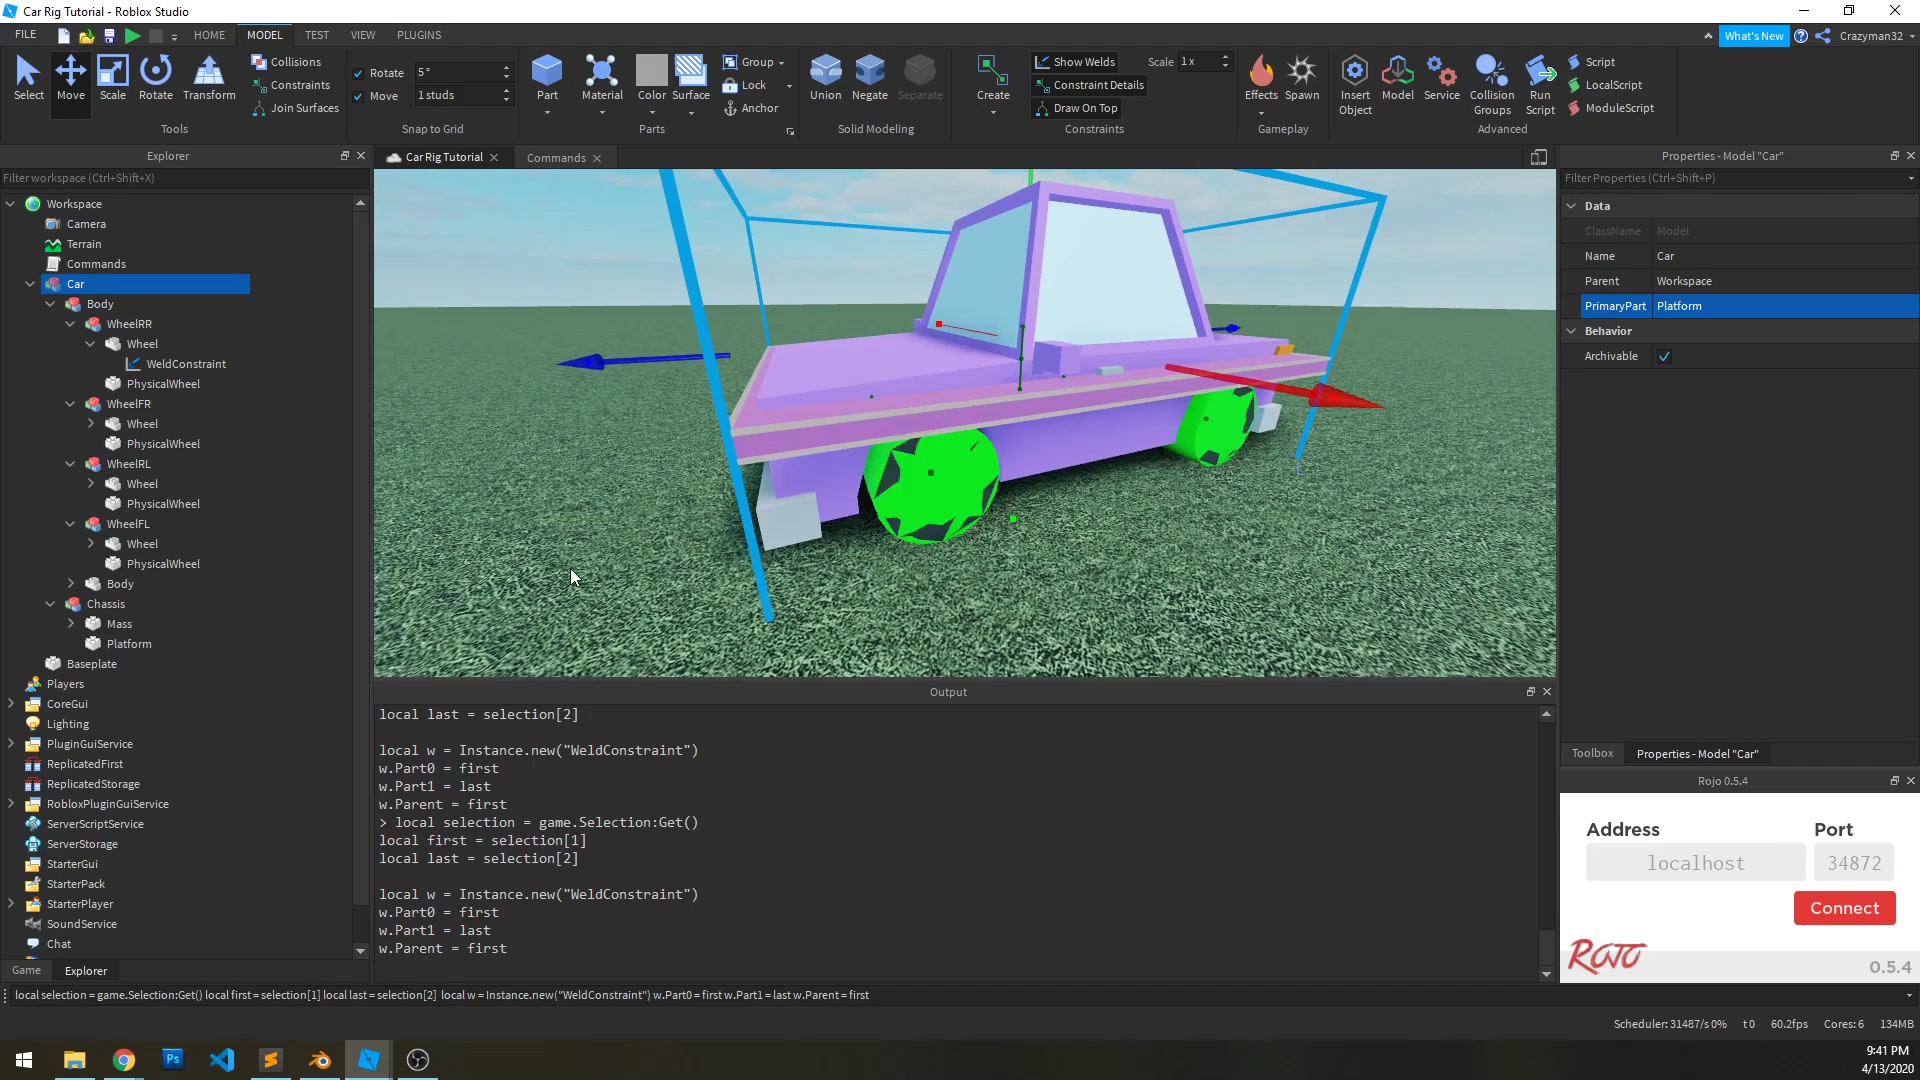 Car Rig Tutorial - Roblox Studio
FILE HOME MODEL TEST VIEW PLUGINS What's New Crazyman32
Select Move Scale Rotate Transform
Collisions
Constraints
Join Surfaces
Tools
Rotate 5°
Move 1 studs
Snap to Grid
Part Material Color Surface
Group
Lock
Anchor
Parts
Union Negate Separate
Solid Modeling
Create
Show Welds Scale 1 x
Constraint Details
Draw On Top
Constraints
Effects Spawn
Gameplay
Insert Object Model Service Collision Groups Run Script
Script
LocalScript
ModuleScript
Advanced
Explorer
Filter workspace (Ctrl+Shift+X)
Workspace
Camera
Terrain
Commands
Car
Body
WheelRR
Wheel
WeldConstraint
PhysicalWheel
WheelFR
Wheel
PhysicalWheel
WheelRL
Wheel
PhysicalWheel
WheelFL
Wheel
PhysicalWheel
Body
Chassis
Mass
Platform
Baseplate
Players
CoreGui
Lighting
PluginGuiService
ReplicatedFirst
ReplicatedStorage
RobloxPluginGuiService
ServerScriptService
ServerStorage
StarterGui
StarterPack
StarterPlayer
SoundService
Chat
Game Explorer
Car Rig Tutorial Commands
Output
local last = selection[2]
local w = Instance.new("WeldConstraint")
w.Part0 = first
w.Part1 = last
w.Parent = first
> local selection = game.Selection:Get()
local first = selection[1]
local last = selection[2]
local w = Instance.new("WeldConstraint")
w.Part0 = first
w.Part1 = last
w.Parent = first
Properties - Model "Car"
Filter Properties (Ctrl+Shift+P)
Data
ClassName Model
Name Car
Parent Workspace
PrimaryPart Platform
Behavior
Archivable
Toolbox Properties - Model "Car"
Rojo 0.5.4
Address Port
localhost 34872
Connect
ROJO 0.5.4
local selection = game.Selection:Get() local first = selection[1] local last = selection[2] local w = Instance.new("WeldConstraint") w.Part0 = first w.Part1 = last w.Parent = first
Scheduler: 31487/s 0% t 0 60.2fps Cores: 6 134MB
Ps
9:41 PM
4/13/2020